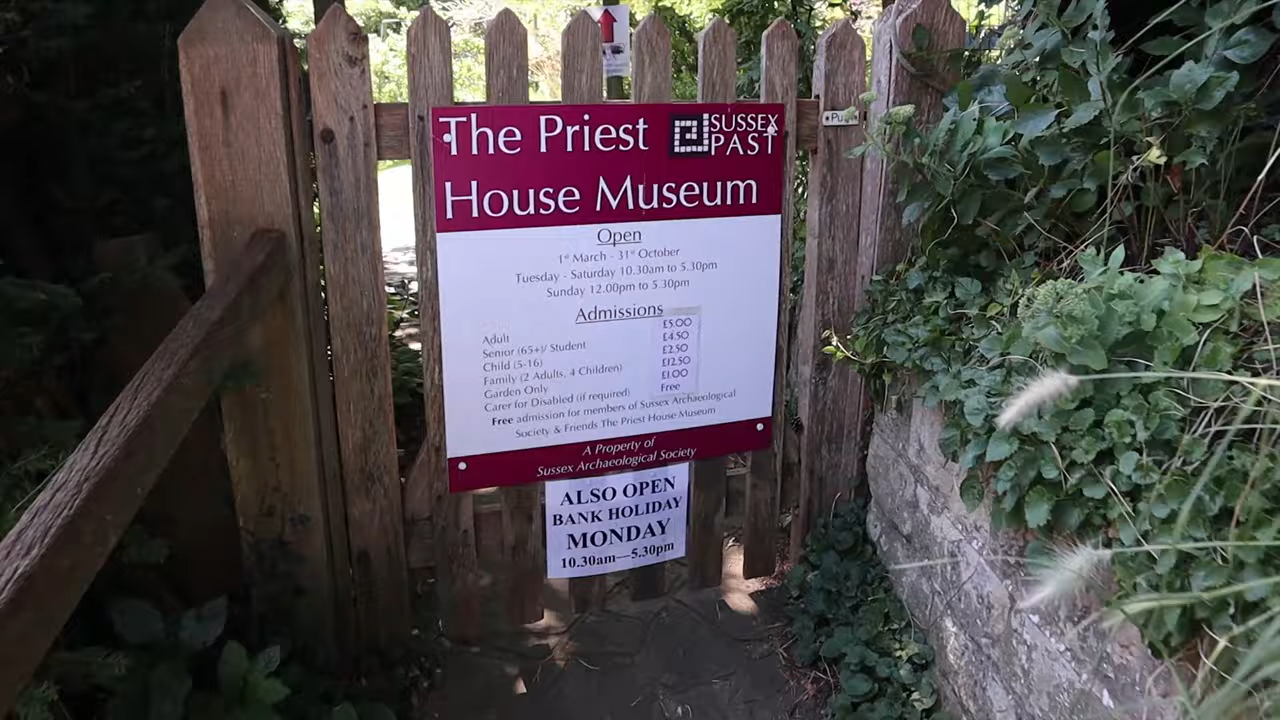 The Priest
House Museum
SUSSEX
PAST
Open
1st March - 31st October
Tuesday - Saturday 10.30am to 5.30pm
Sunday 12.00pm to 5.30pm
Admissions
Adult £5.00
Senior (65+)/ Student £4.50
Child (5-16) £2.50
Family (2 Adults, 4 Children) £12.50
Garden Only £1.00
Carer for Disabled (if required) Free
Free admission for members of Sussex Archaeological
Society & Friends The Priest House Museum
A Property of
Sussex Archaeological Society
ALSO OPEN
BANK HOLIDAY
MONDAY
10.30am—5.30pm